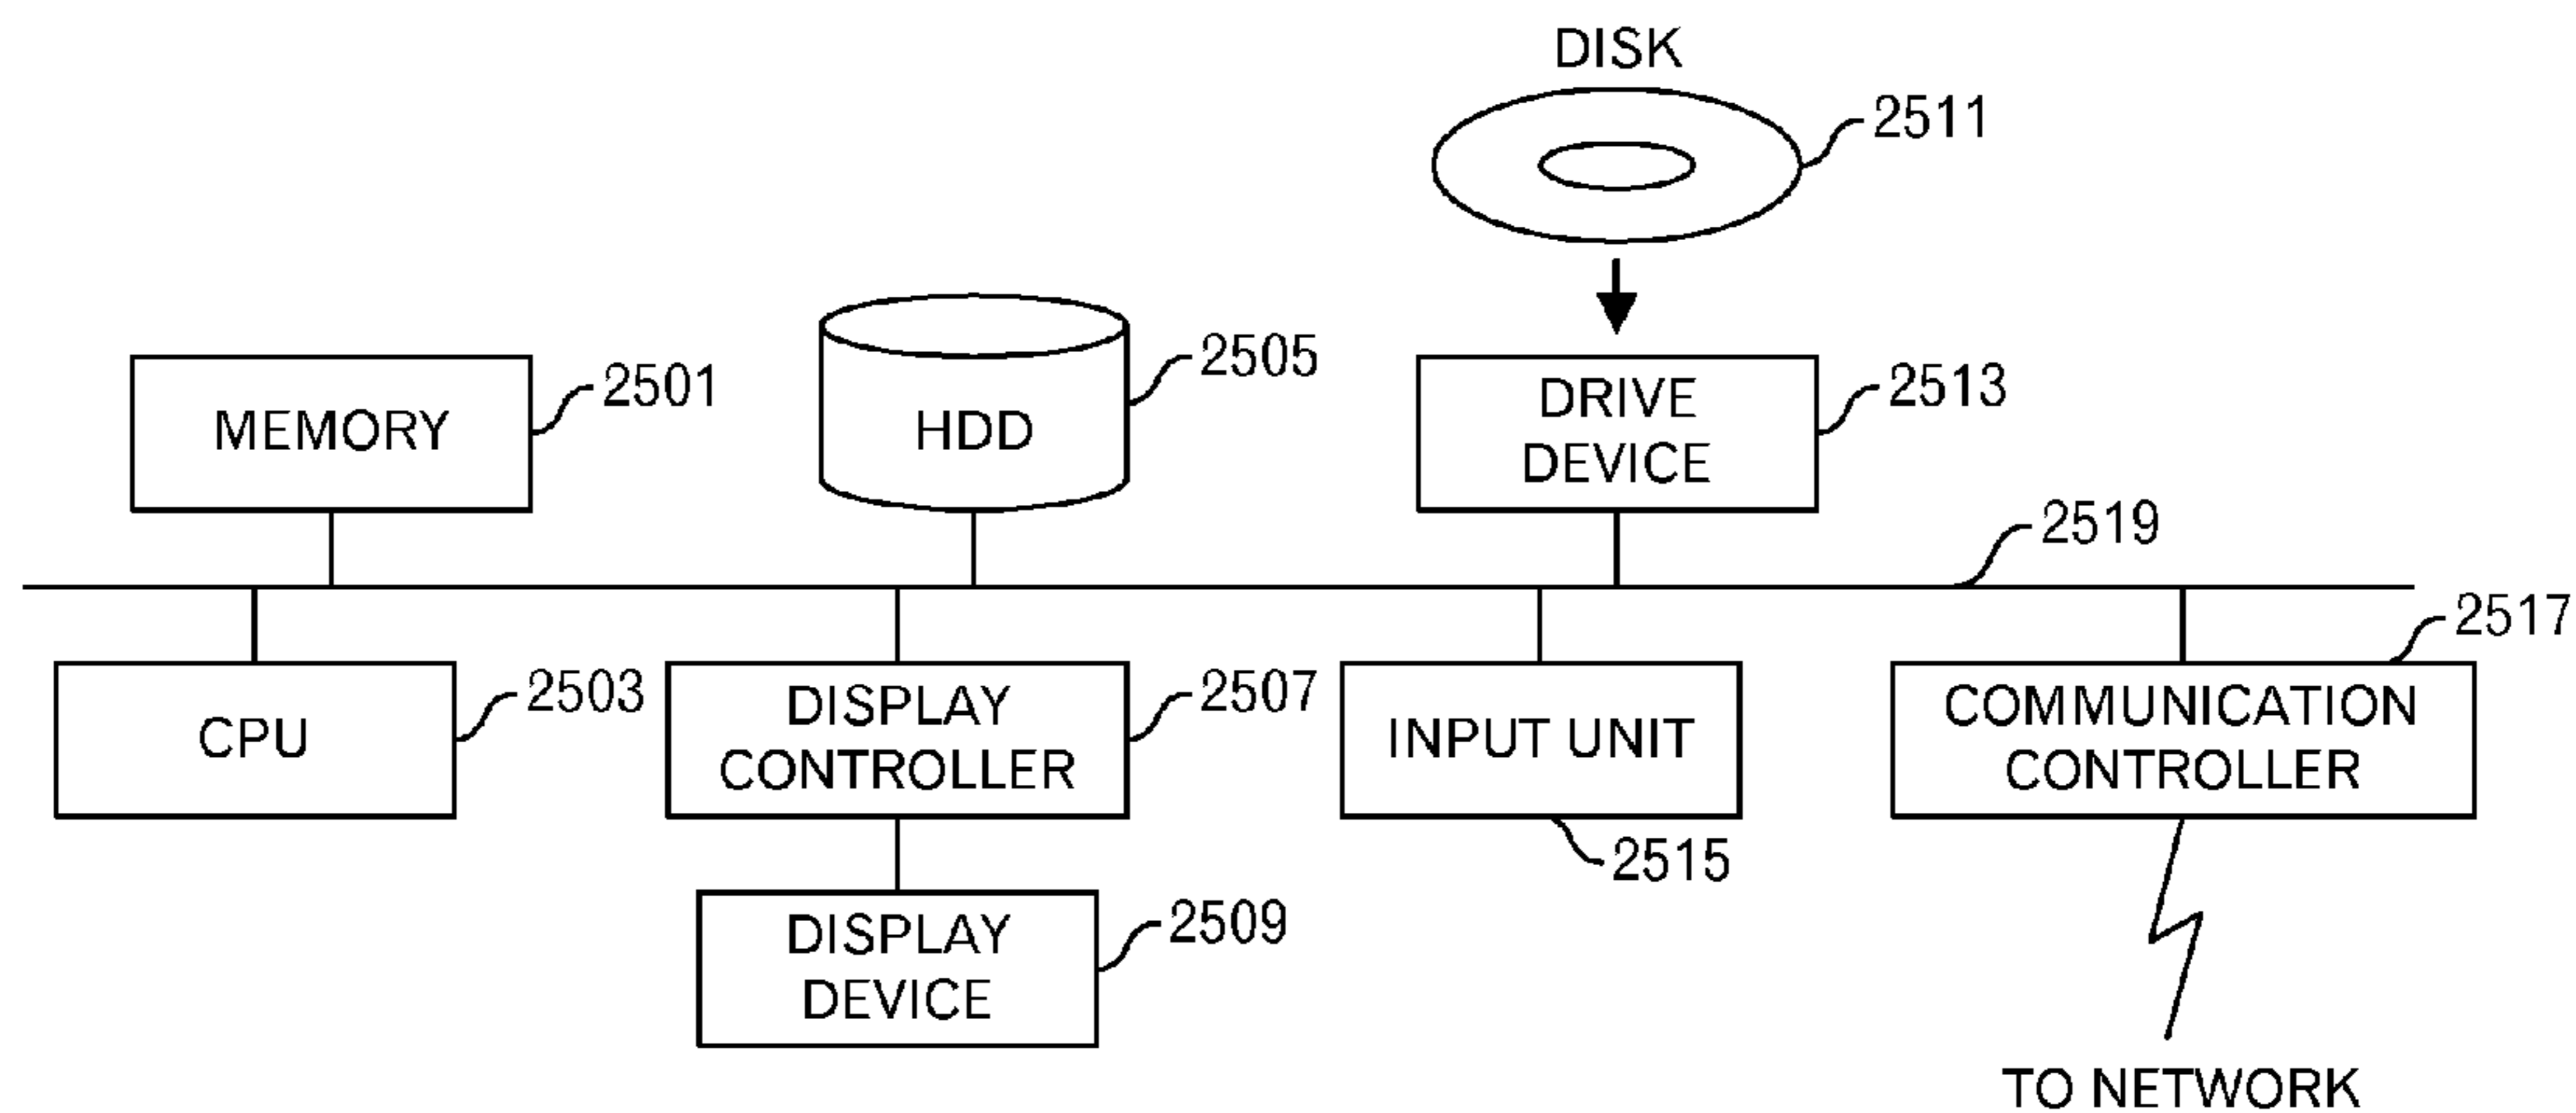 DISK
2511
2505
2501
2513
MEMORY
HDD
DRIVE
DEVICE
2519
2517
2503
2507
CPU
DISPLAY
CONTROLLER
INPUT UNIT
COMMUNICATION
CONTROLLER
2515
2509
DISPLAY
DEVICE
TO NETWORK